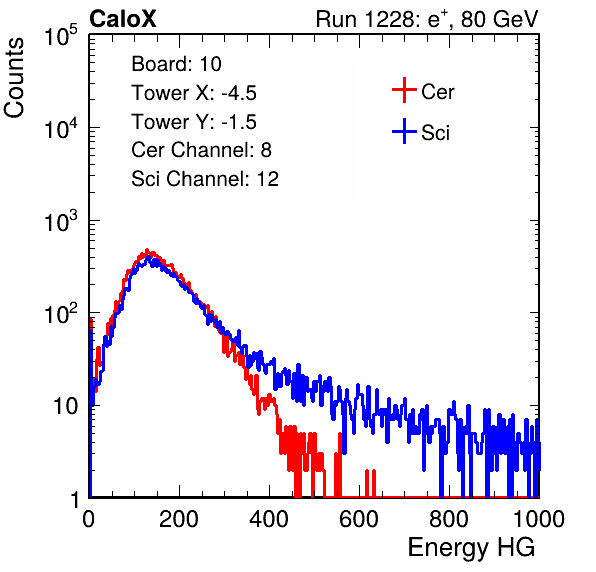 CaloX Run 1228: e⁺, 80 GeV
Board: 10
Tower X: -4.5
Tower Y: -1.5
Cer Channel: 8
Sci Channel: 12
Cer
Sci
Counts
10⁵
10⁴
10³
10²
10
1
0 200 400 600 800 1000
Energy HG